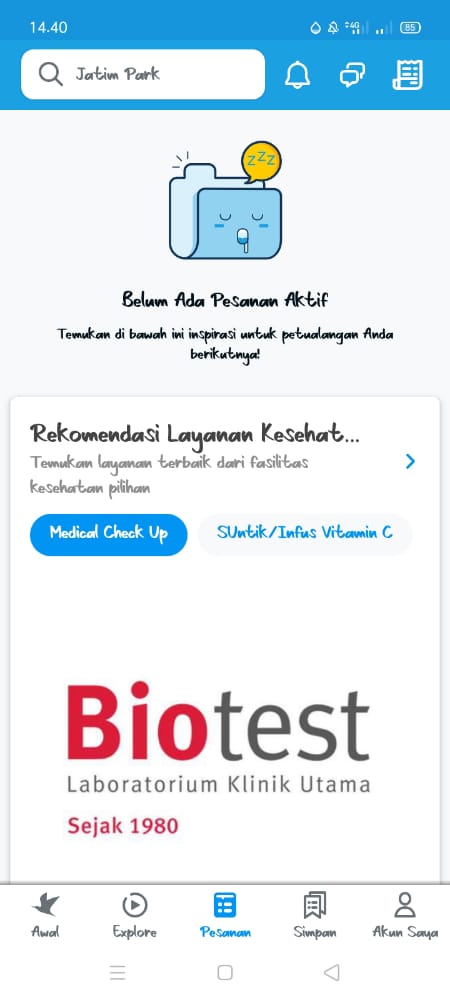 14.40
4G
85
Jatim Park
zzz
Belum Ada Pesanan Aktif
Temukan di bawah ini inspirasi untuk petualangan Anda
berikutnya!
Rekomendasi Layanan Kesehat...
Temukan layanan terbaik dari fasilitas
kesehatan pilihan
Medical Check Up
SUntik/Infus Vitamin C
Biotest
Laboratorium Klinik Utama
Sejak 1980
Awal
Explore
Pesanan
Simpan
Akun Saya